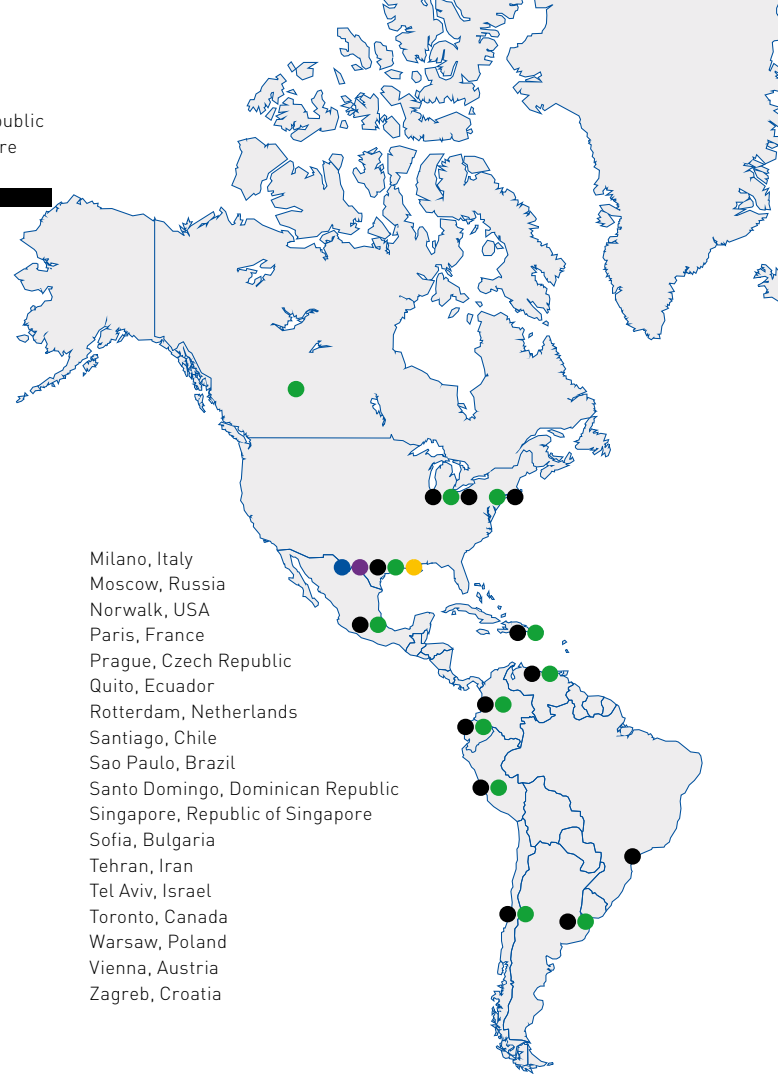 Milano, Italy
Moscow, Russia
Norwalk, USA
Paris, France
Prague, Czech Republic
Quito, Ecuador
Rotterdam, Netherlands
Santiago, Chile
Sao Paulo, Brazil
Santo Domingo, Dominican Republic
Singapore, Republic of Singapore
Sofia, Bulgaria
Tehran, Iran
Tel Aviv, Israel
Toronto, Canada
Warsaw, Poland
Vienna, Austria
Zagreb, Croatia